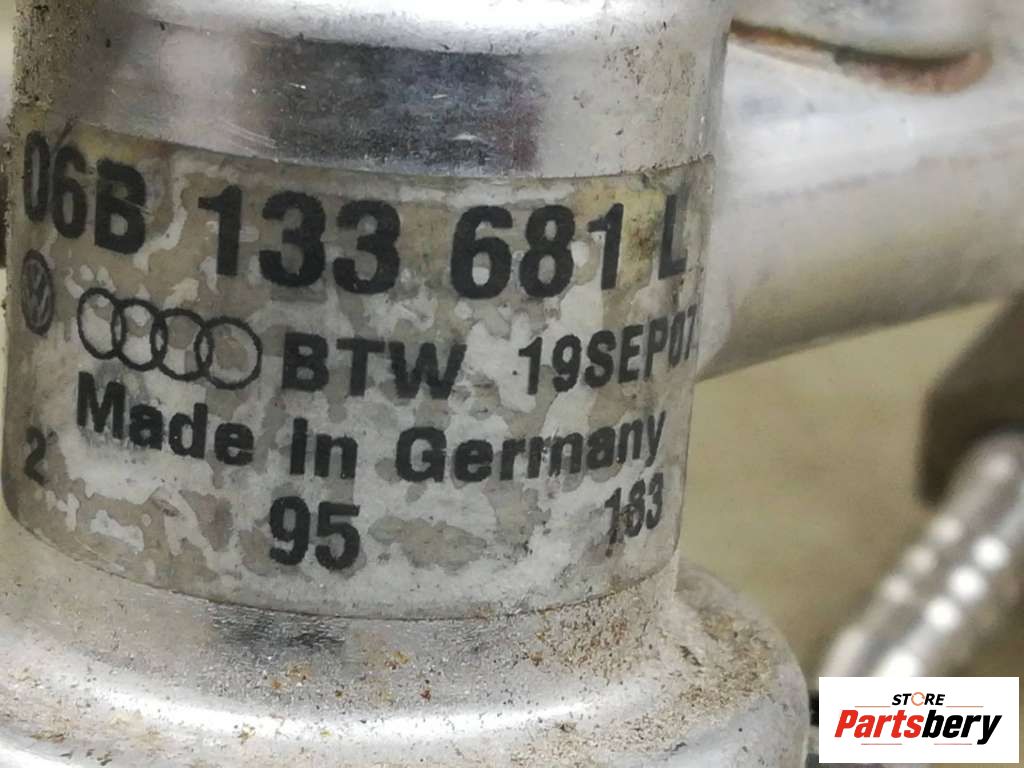 06B 133 681 L
BTW 19SEP07
Made in Germany
2
95 183
STORE
Partsbery